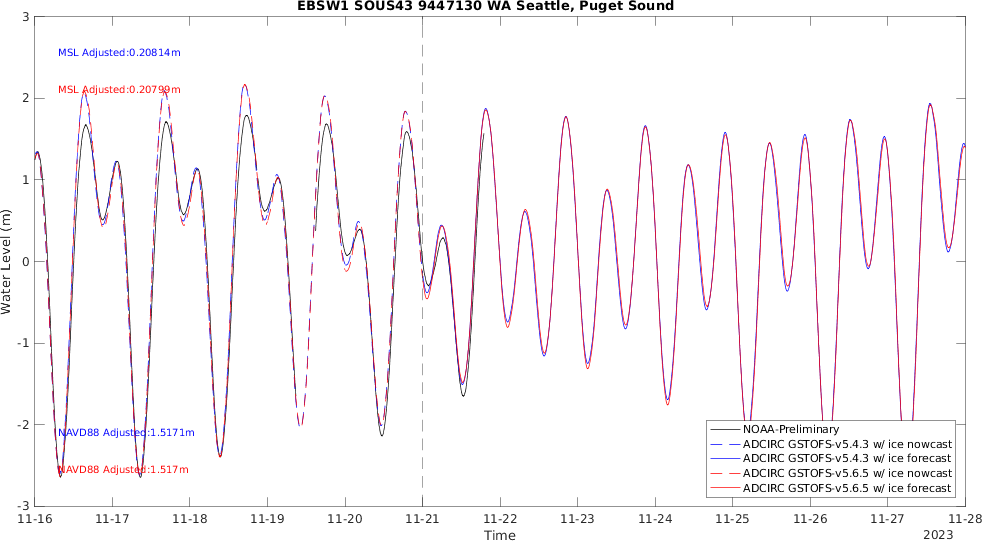 EBSW1 SOUS43 9447130 WA Seattle, Puget Sound
3
MSL Adjusted:0.20814m
MSL Adjusted:0.20799m
2
1
0
-1
-2
-3
Water Level (m)
NAVD88 Adjusted:1.5171m
NAVD88 Adjusted:1.517m
NOAA-Preliminary
ADCIRC GSTOFS-v5.4.3 w/ ice nowcast
ADCIRC GSTOFS-v5.4.3 w/ ice forecast
ADCIRC GSTOFS-v5.6.5 w/ ice nowcast
ADCIRC GSTOFS-v5.6.5 w/ ice forecast
11-16 11-17 11-18 11-19 11-20 11-21 11-22 11-23 11-24 11-25 11-26 11-27 11-28
Time
2023